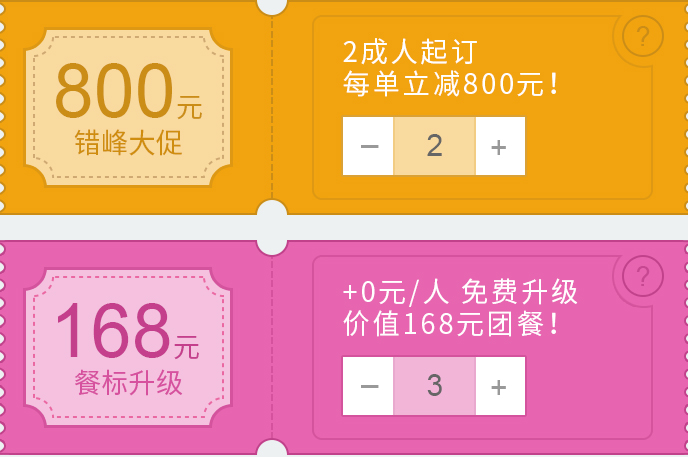 800元
错峰大促
2成人起订
每单立减800元!
− 2 +
?
168元
餐标升级
+0元/人 免费升级
价值168元团餐!
− 3 +
?